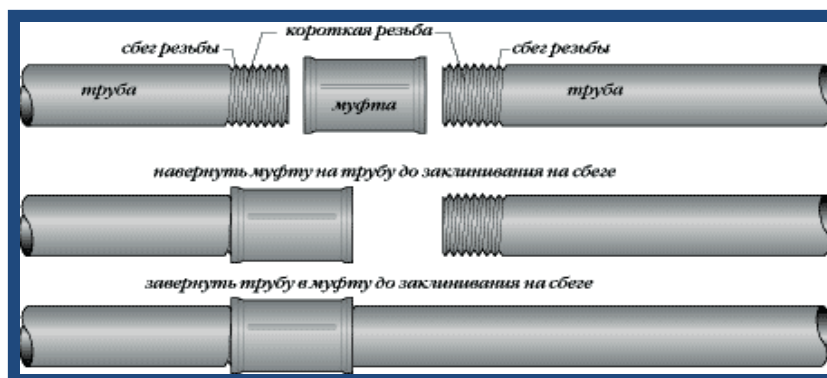 короткая резьба
сбег резьбы
сбег резьбы
труба
муфта
труба
навернуть муфту на трубу до заклинивания на сбеге
завернуть трубу в муфту до заклинивания на сбеге